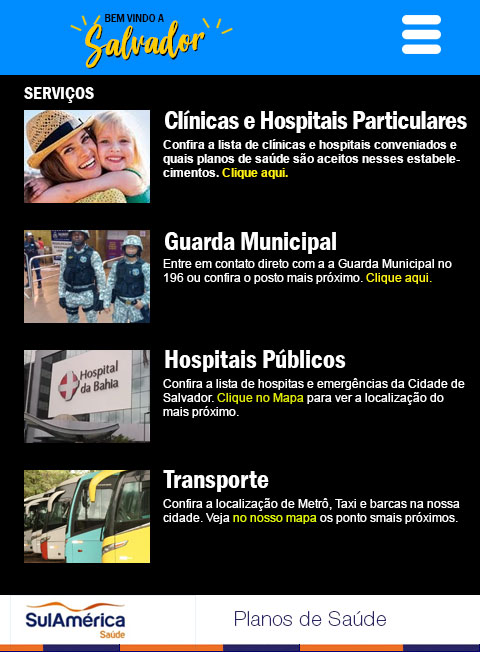 BEM VINDO A
Salvador
SERVIÇOS
Clínicas e Hospitais Particulares
Confira a lista de clínicas e hospitais conveniados e
quais planos de saúde são aceitos nesses estabele-
cimentos. Clique aqui.
Guarda Municipal
Entre em contato direto com a a Guarda Municipal no
196 ou confira o posto mais próximo. Clique aqui.
Hospitais Públicos
Hospital
da Bahia
Confira a lista de hospitas e emergências da Cidade de
Salvador. Clique no Mapa para ver a localização do
mais próximo.
Transporte
Confira a localização de Metrô, Taxi e barcas na nossa
cidade. Veja no nosso mapa os ponto smais próximos.
SulAmérica
Saúde
Planos de Saúde